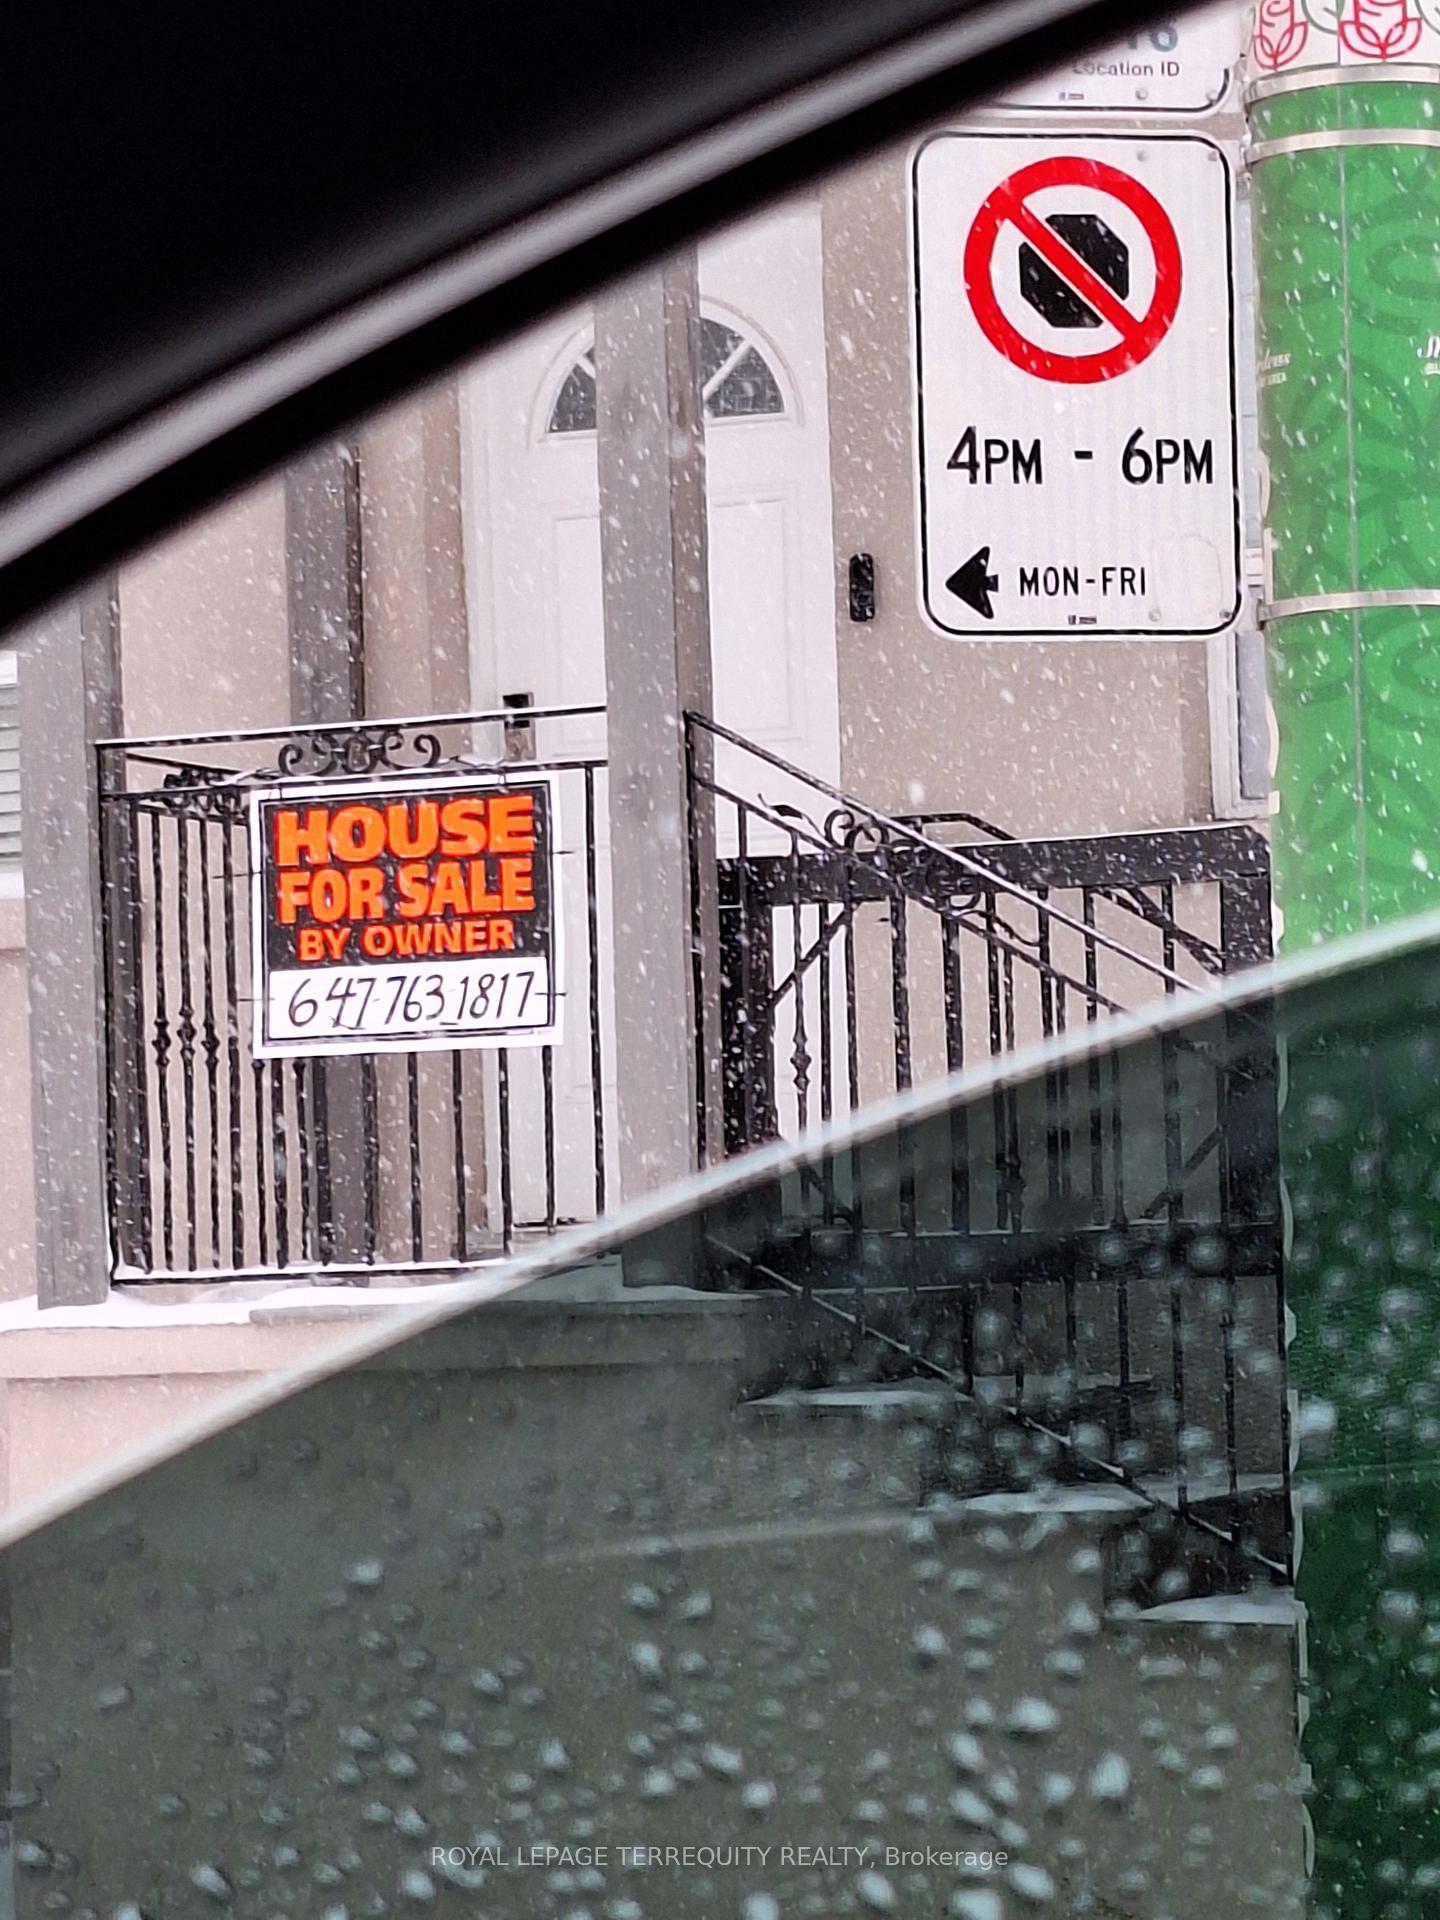 Location ID
4PM - 6PM
MON-FRI
HOUSE
FOR SALE
BY OWNER
647-763-1817
ROYAL LEPAGE TERREQUITY REALTY, Brokerage